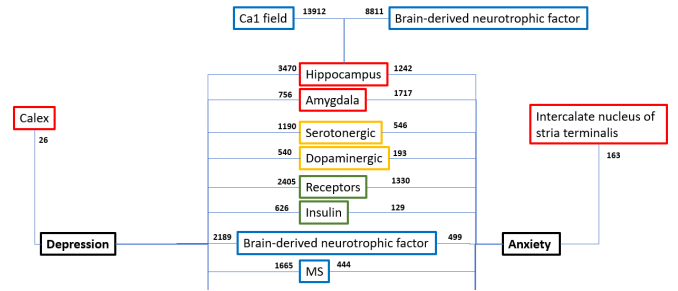 Ca1 field 13912 8811 Brain-derived neurotrophic factor
3470 Hippocampus 1242
756 Amygdala 1717
Calex
26
Intercalate nucleus of
stria terminalis
163
1190 Serotonergic 546
540 Dopaminergic 193
2405 Receptors 1330
626 Insulin 129
Depression 2189 Brain-derived neurotrophic factor 499 Anxiety
1665 MS 444